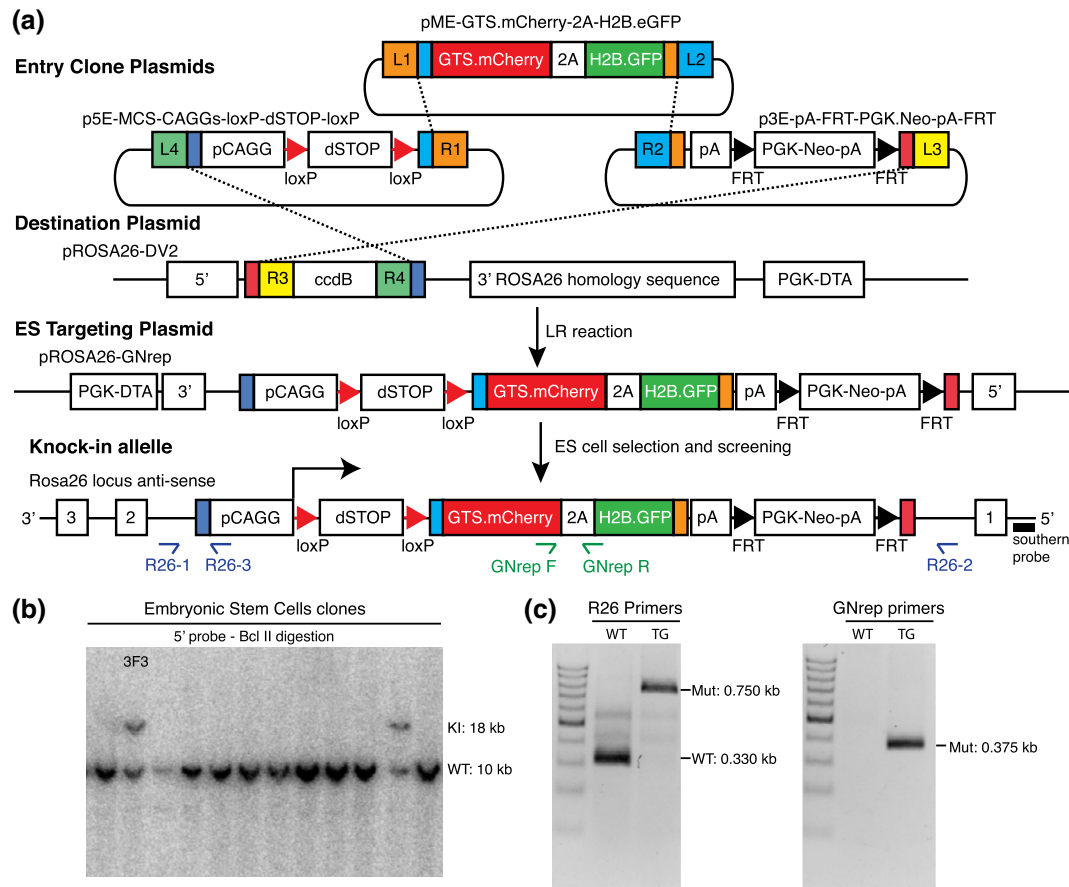 (a)
pME-GTS.mCherry-2A-H2B.eGFP
L1 GTS.mCherry 2A H2B.GFP L2
Entry Clone Plasmids
p5E-MCS-CAGGs-loxP-dSTOP-loxP
p3E-pA-FRT-PGK.Neo-pA-FRT
L4 pCAGG dSTOP R1
R2 pA PGK-Neo-pA L3
loxP loxP
FRT FRT
Destination Plasmid
pROSA26-DV2
5' R3 ccdB R4 3' ROSA26 homology sequence PGK-DTA
LR reaction
ES Targeting Plasmid
pROSA26-GNrep
PGK-DTA 3' pCAGG dSTOP GTS.mCherry 2A H2B.GFP pA PGK-Neo-pA 5'
loxP loxP FRT FRT
ES cell selection and screening
Knock-in allele
Rosa26 locus anti-sense
3' 3 2 pCAGG dSTOP GTS.mCherry 2A H2B.GFP pA PGK-Neo-pA 1 5'
loxP loxP FRT FRT
southern
probe
R26-1 R26-3 GNrep F GNrep R R26-2
(b)
Embryonic Stem Cells clones
5' probe - Bcl II digestion
3F3
KI: 18 kb
WT: 10 kb
(c)
R26 Primers
WT TG
Mut: 0.750 kb
WT: 0.330 kb
GNrep primers
WT TG
Mut: 0.375 kb